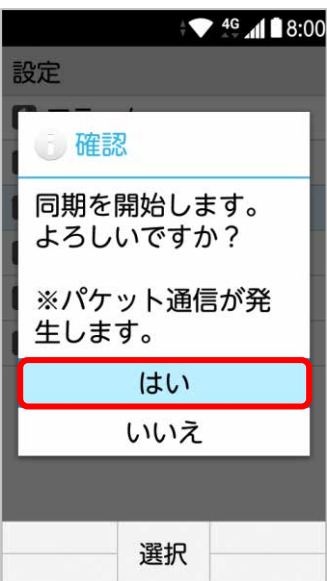 4G 8:00
設定
確認
同期を開始しま
す。
よろしいですか？
※パケット通信が発
生します。
はい
いいえ
選択